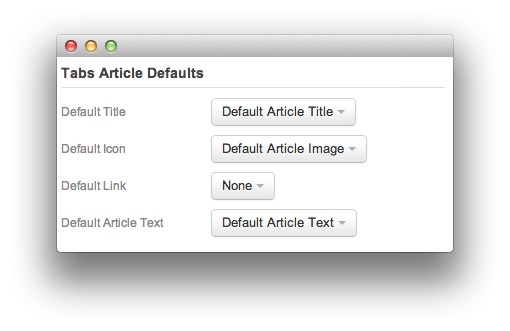 Tabs Article Defaults
Default Title Default Article Title
Default Icon Default Article Image
Default Link None
Default Article Text Default Article Text